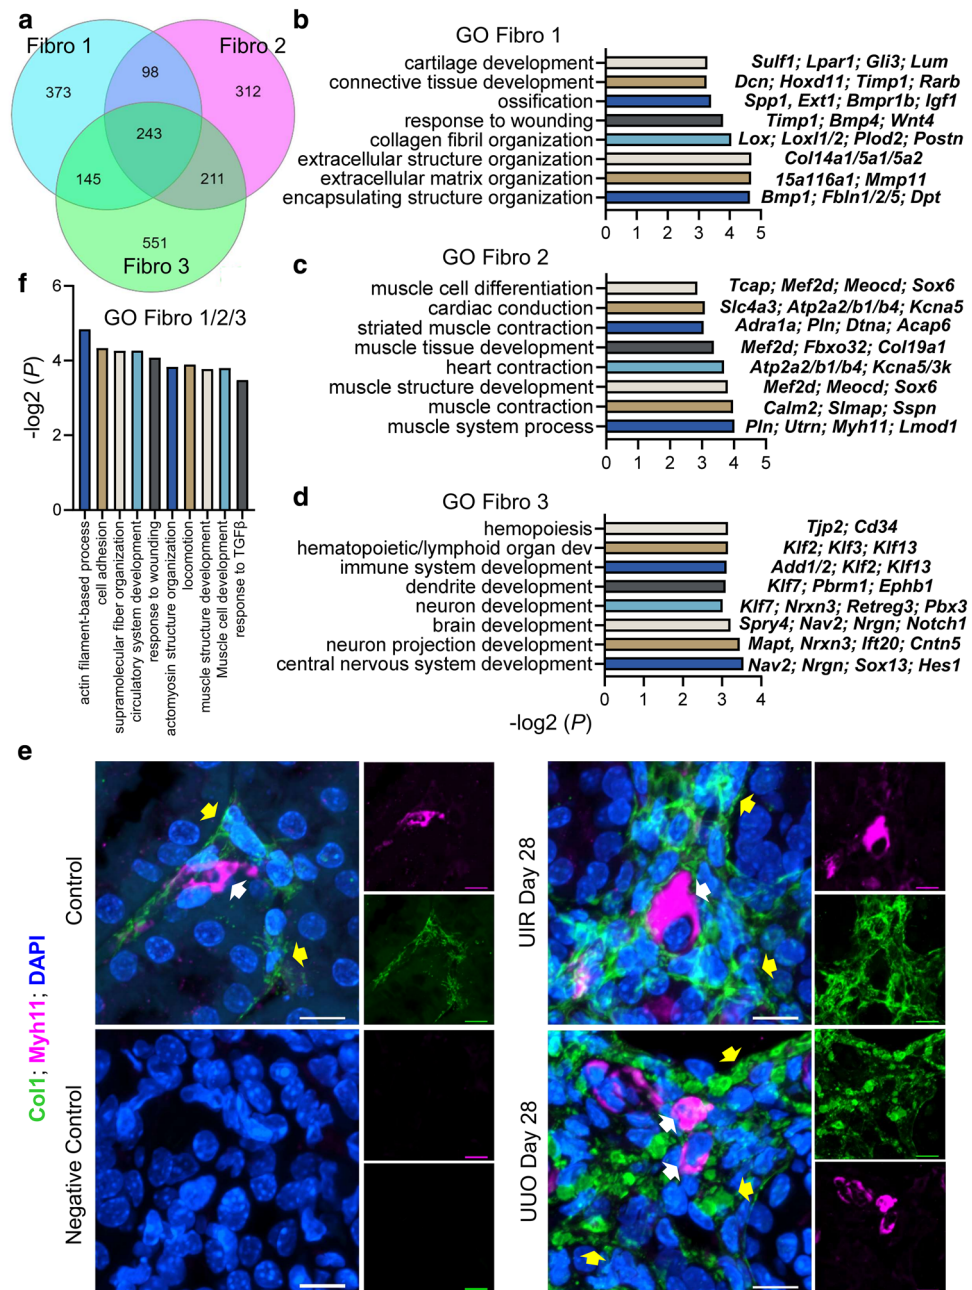 a
Fibro 1
Fibro 2
373
98
312
243
145
211
551
Fibro 3
b
GO Fibro 1
cartilage development Sulf1; Lpar1; Gli3; Lum
connective tissue development Dcn; Hoxd11; Timp1; Rarb
ossification Spp1, Ext1; Bmpr1b; Igf1
response to wounding Timp1; Bmp4; Wnt4
collagen fibril organization Lox; Loxl1/2; Plod2; Postn
extracellular structure organization Col14a1/5a1/5a2
extracellular matrix organization 15a116a1; Mmp11
encapsulating structure organization Bmp1; Fbln1/2/5; Dpt
0 1 2 3 4 5
c
GO Fibro 2
muscle cell differentiation Tcap; Mef2d; Meocd; Sox6
cardiac conduction Slc4a3; Atp2a2/b1/b4; Kcna5
striated muscle contraction Adra1a; Pln; Dtna; Acap6
muscle tissue development Mef2d; Fbxo32; Col19a1
heart contraction Atp2a2/b1/b4; Kcna5/3k
muscle structure development Mef2d; Meocd; Sox6
muscle contraction Calm2; Slmap; Sspn
muscle system process Pln; Utrn; Myh11; Lmod1
0 1 2 3 4 5
d
GO Fibro 3
hemopoiesis Tjp2; Cd34
hematopoietic/lymphoid organ dev Klf2; Klf3; Klf13
immune system development Add1/2; Klf2; Klf13
dendrite development Klf7; Pbrm1; Ephb1
neuron development Klf7; Nrxn3; Retreg3; Pbx3
brain development Spry4; Nav2; Nrgn; Notch1
neuron projection development Mapt, Nrxn3; Ift20; Cntn5
central nervous system development Nav2; Nrgn; Sox13; Hes1
0 1 2 3 4
-log2 (P)
f
GO Fibro 1/2/3
-log2 (P)
6
4
2
0
actin filament-based process
cell adhesion
supramolecular fiber organization
circulatory system development
response to wounding
actomyosin structure organization
locomotion
muscle structure development
Muscle cell development
response to TGFβ
e
Col1; Myh11; DAPI
Control
Negative Control
UIR Day 28
UUO Day 28